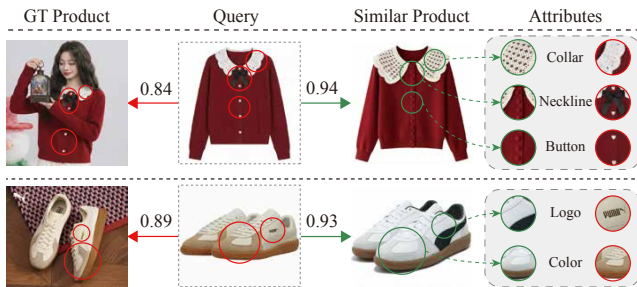 GT Product Query Similar Product Attributes
0.84 0.94
Collar
Neckline
Button
0.89 0.93
Logo
PUMA
Color